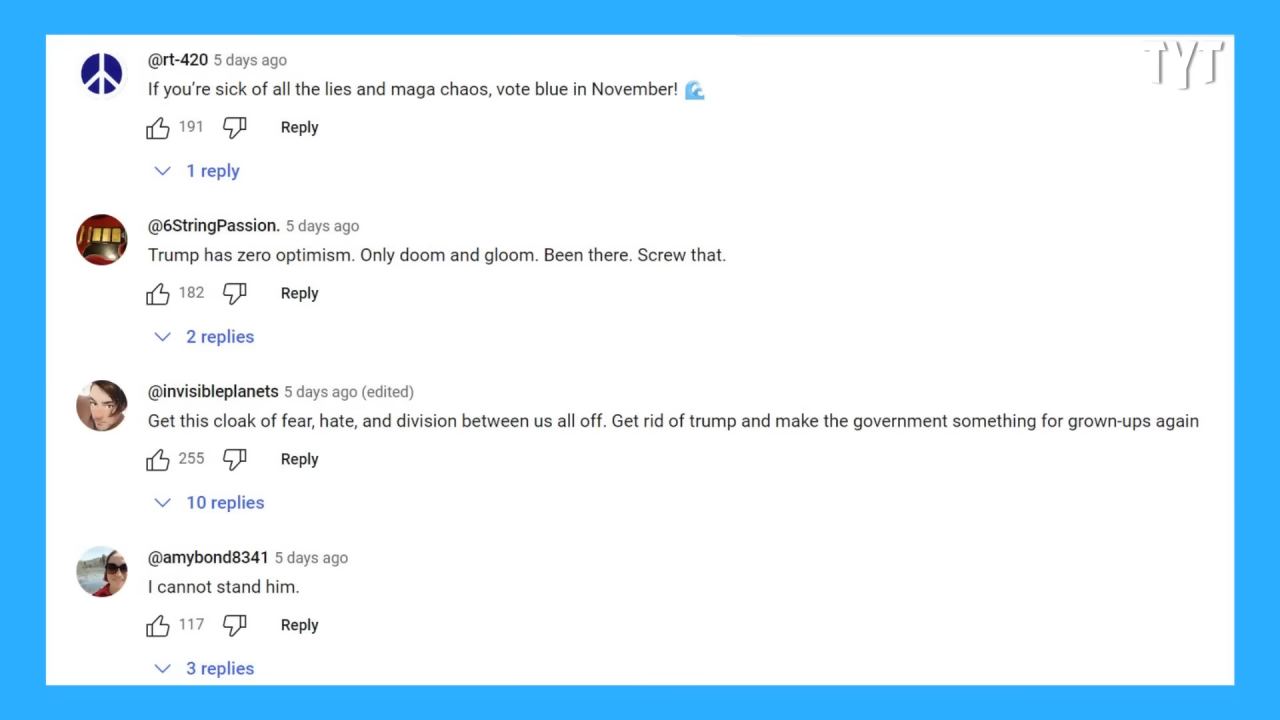 TYT
@rt-420 5 days ago
If you're sick of all the lies and maga chaos, vote blue in November! 🌊
191 Reply
1 reply
@6StringPassion. 5 days ago
Trump has zero optimism. Only doom and gloom. Been there. Screw that.
182 Reply
2 replies
@invisibleplanets 5 days ago (edited)
Get this cloak of fear, hate, and division between us all off. Get rid of trump and make the government something for grown-ups again
255 Reply
10 replies
@amybond8341 5 days ago
I cannot stand him.
117 Reply
3 replies